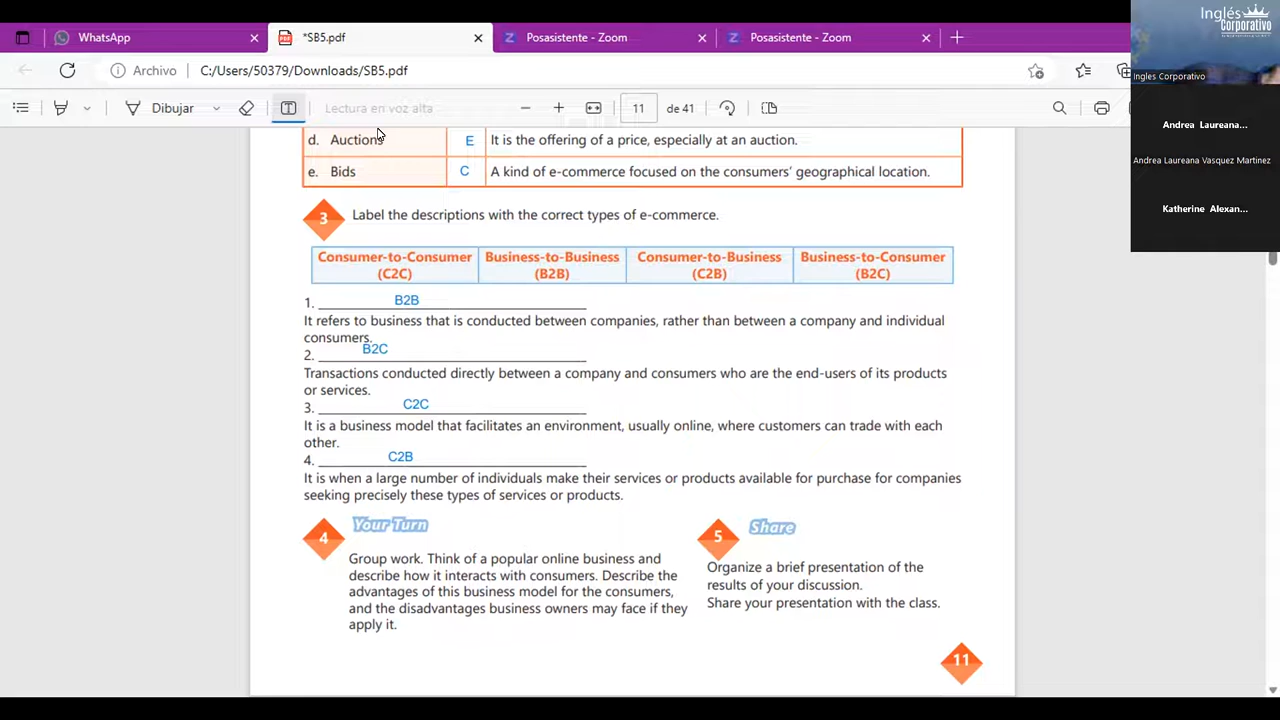 Inglés
Corporativo
WhatsApp
*SB5.pdf
Posasistente - Zoom
Posasistente - Zoom
Archivo
C:/Users/50379/Downloads/SB5.pdf
Ingles Corporativo
Dibujar
Lectura en voz alta
11
de 41
Andrea Laureana...
Andrea Laureana Vasquez Martinez
Katherine Alexan...
d. Auctions
E
It is the offering of a price, especially at an auction.
e. Bids
C
A kind of e-commerce focused on the consumers' geographical location.
3
Label the descriptions with the correct types of e-commerce.
Consumer-to-Consumer
(C2C)
Business-to-Business
(B2B)
Consumer-to-Business
(C2B)
Business-to-Consumer
(B2C)
1. B2B
It refers to business that is conducted between companies, rather than between a company and individual
consumers.
2. B2C
Transactions conducted directly between a company and consumers who are the end-users of its products
or services.
3. C2C
It is a business model that facilitates an environment, usually online, where customers can trade with each
other.
4. C2B
It is when a large number of individuals make their services or products available for purchase for companies
seeking precisely these types of services or products.
4
Your Turn
Group work. Think of a popular online business and
describe how it interacts with consumers. Describe the
advantages of this business model for the consumers,
and the disadvantages business owners may face if they
apply it.
5
Share
Organize a brief presentation of the
results of your discussion.
Share your presentation with the class.
11